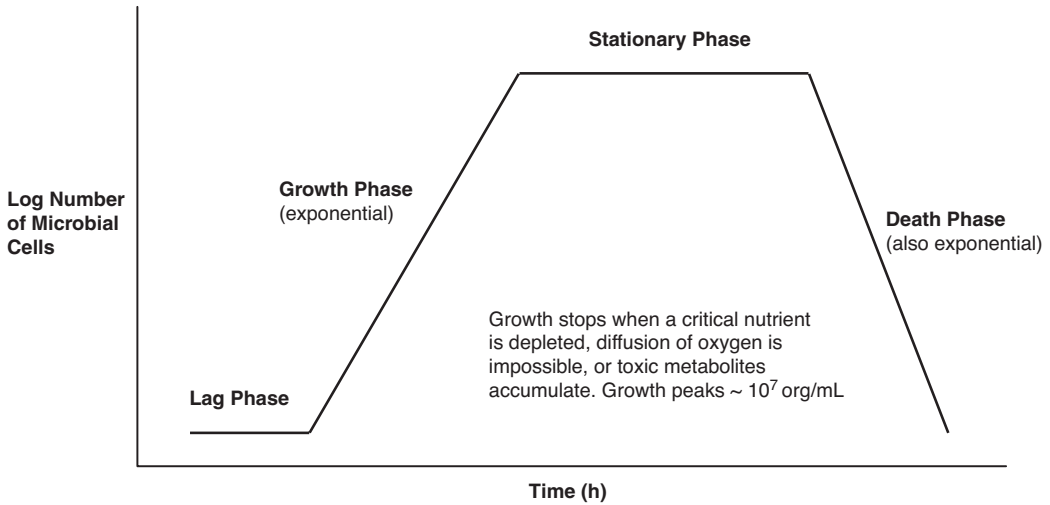 Stationary Phase
Growth Phase
(exponential)
Log Number
of Microbial
Cells
Death Phase
(also exponential)
Growth stops when a critical nutrient
is depleted, diffusion of oxygen is
impossible, or toxic metabolites
accumulate. Growth peaks ~ 10⁷ org/mL
Lag Phase
Time (h)